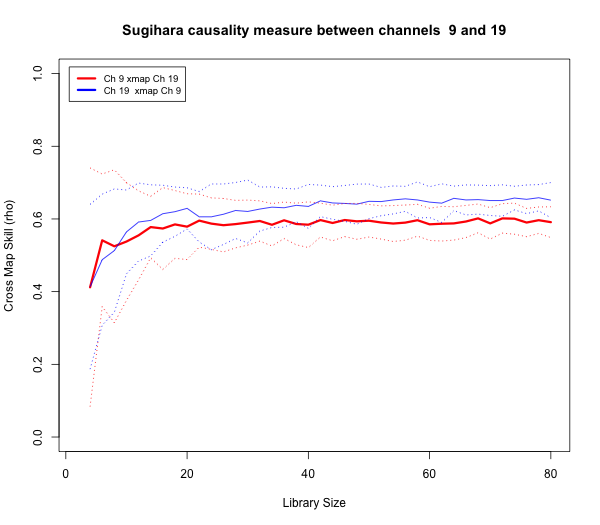 Sugihara causality measure between channels  9 and 19
Ch 9 xmap Ch 19
Ch 19  xmap Ch 9
Cross Map Skill (rho)
1.0
0.8
0.6
0.4
0.2
0.0
0 20 40 60 80
Library Size